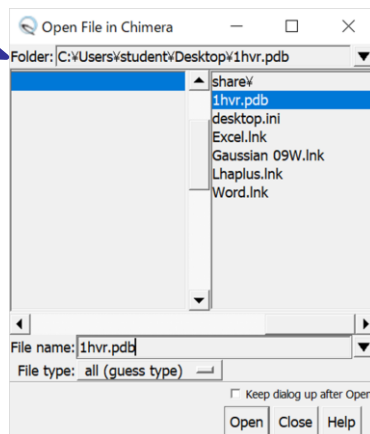 Open File in Chimera
Folder: C:¥Users¥student¥Desktop¥1hvr.pdb
share¥
1hvr.pdb
desktop.ini
Excel.lnk
Gaussian 09W.lnk
Lhaplus.lnk
Word.lnk
File name: 1hvr.pdb
File type: all (guess type)
Keep dialog up after Open
Open Close Help